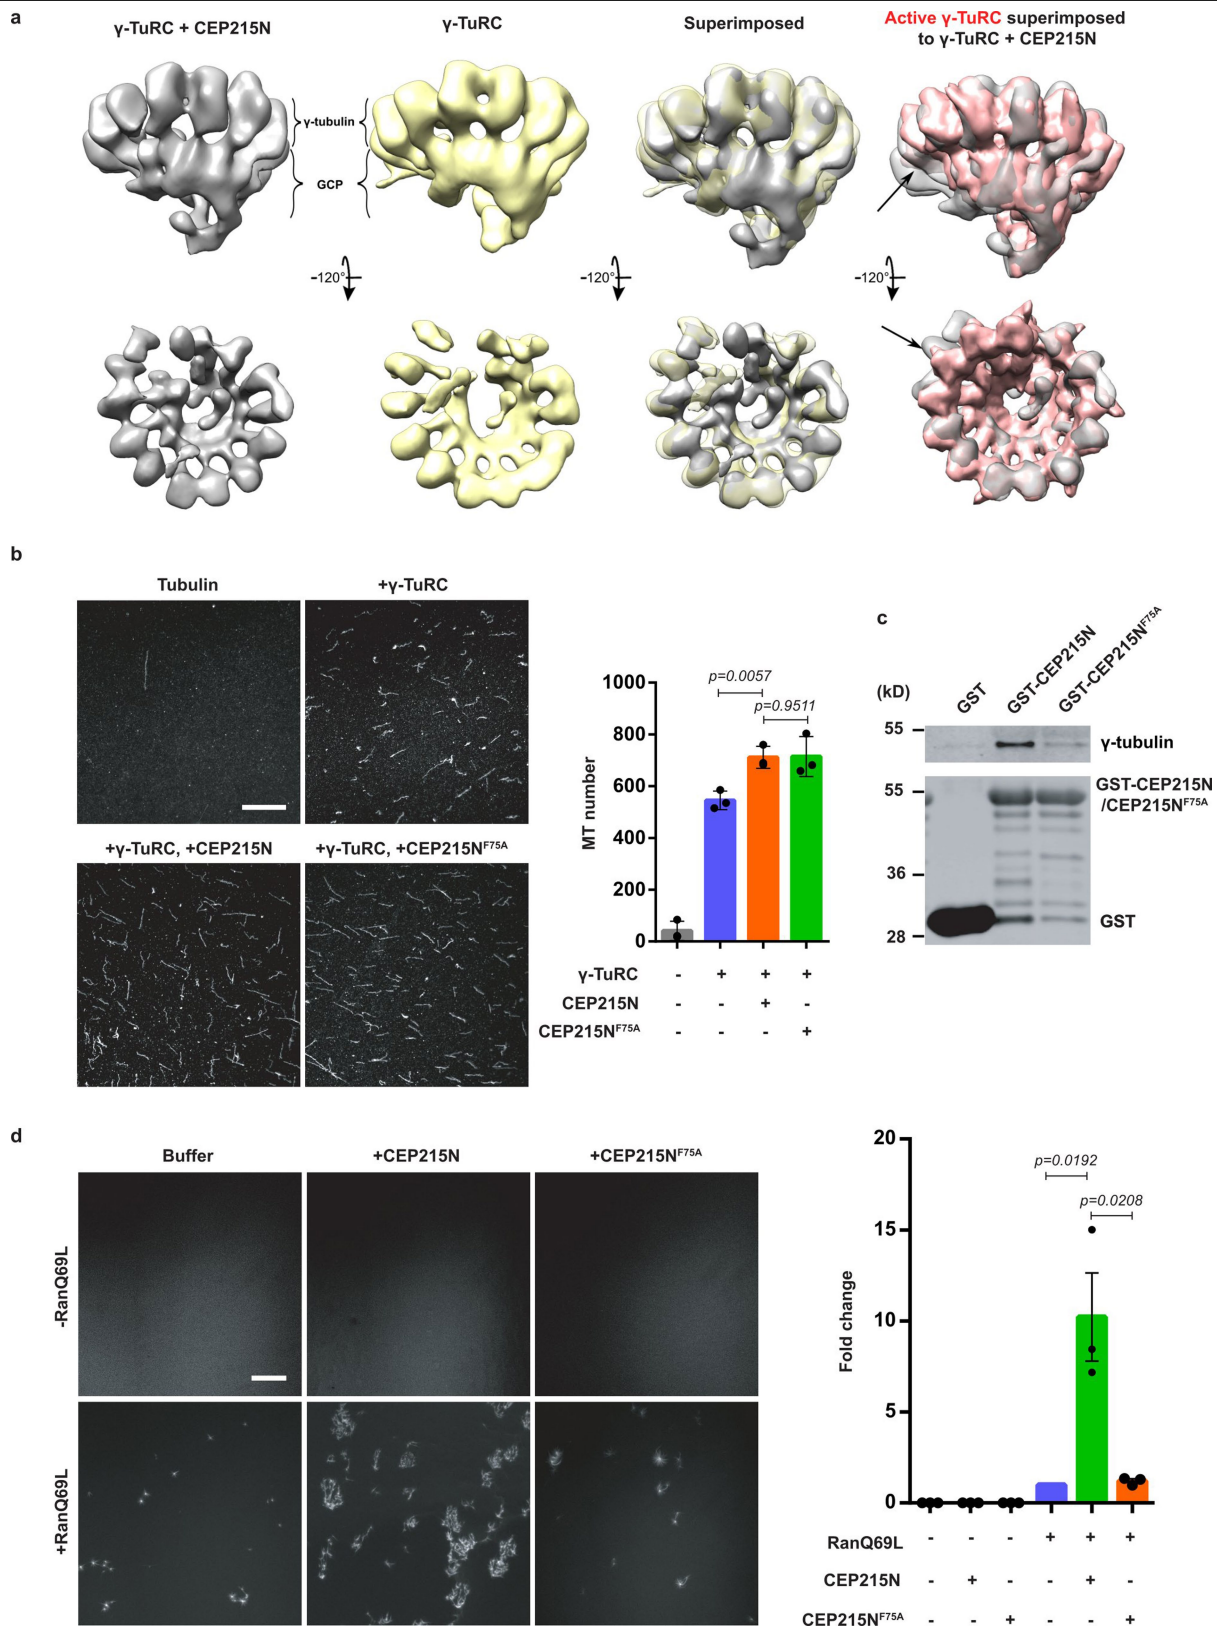 a
γ-TuRC + CEP215N
γ-TuRC
Superimposed
Active γ-TuRC superimposed
to γ-TuRC + CEP215N
γ-tubulin
GCP
-120°
-120°
-120°
b
Tubulin
+γ-TuRC
+γ-TuRC, +CEP215N
+γ-TuRC, +CEP215N^F75A
MT number
1000
800
600
400
200
0
p=0.0057
p=0.9511
γ-TuRC - + + +
CEP215N - - + -
CEP215N^F75A - - - +
c
(kD)
GST
GST-CEP215N
GST-CEP215N^F75A
55
γ-tubulin
55
GST-CEP215N
/CEP215N^F75A
36
28
GST
d
Buffer
+CEP215N
+CEP215N^F75A
-RanQ69L
+RanQ69L
Fold change
20
15
10
5
0
p=0.0192
p=0.0208
RanQ69L - - - + + +
CEP215N - + - - + -
CEP215N^F75A - - + - - +